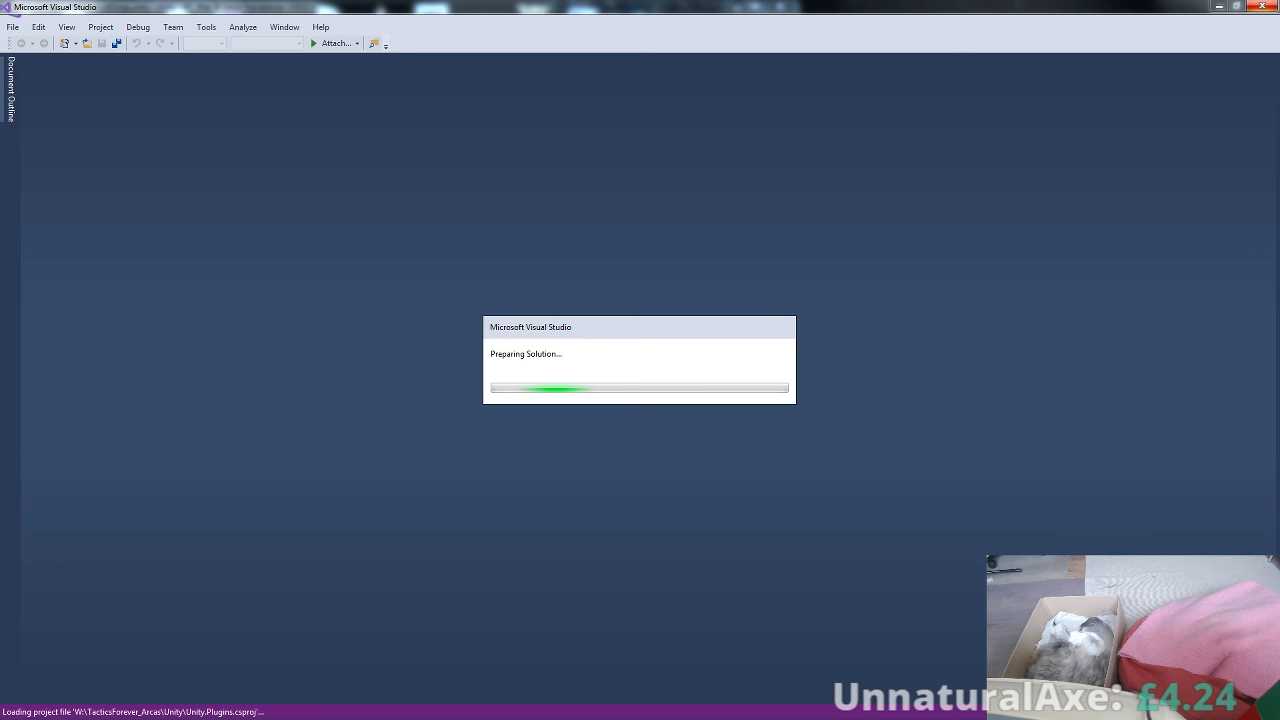 Microsoft Visual Studio
File Edit View Project Debug Team Tools Analyze Window Help
Attach...
Document Outline
Microsoft Visual Studio
Preparing Solution...
UnnaturalAxe: £4.24
Loading project file 'W:\TacticsForever_Arcas\Unity\Unity.Plugins.csproj'...